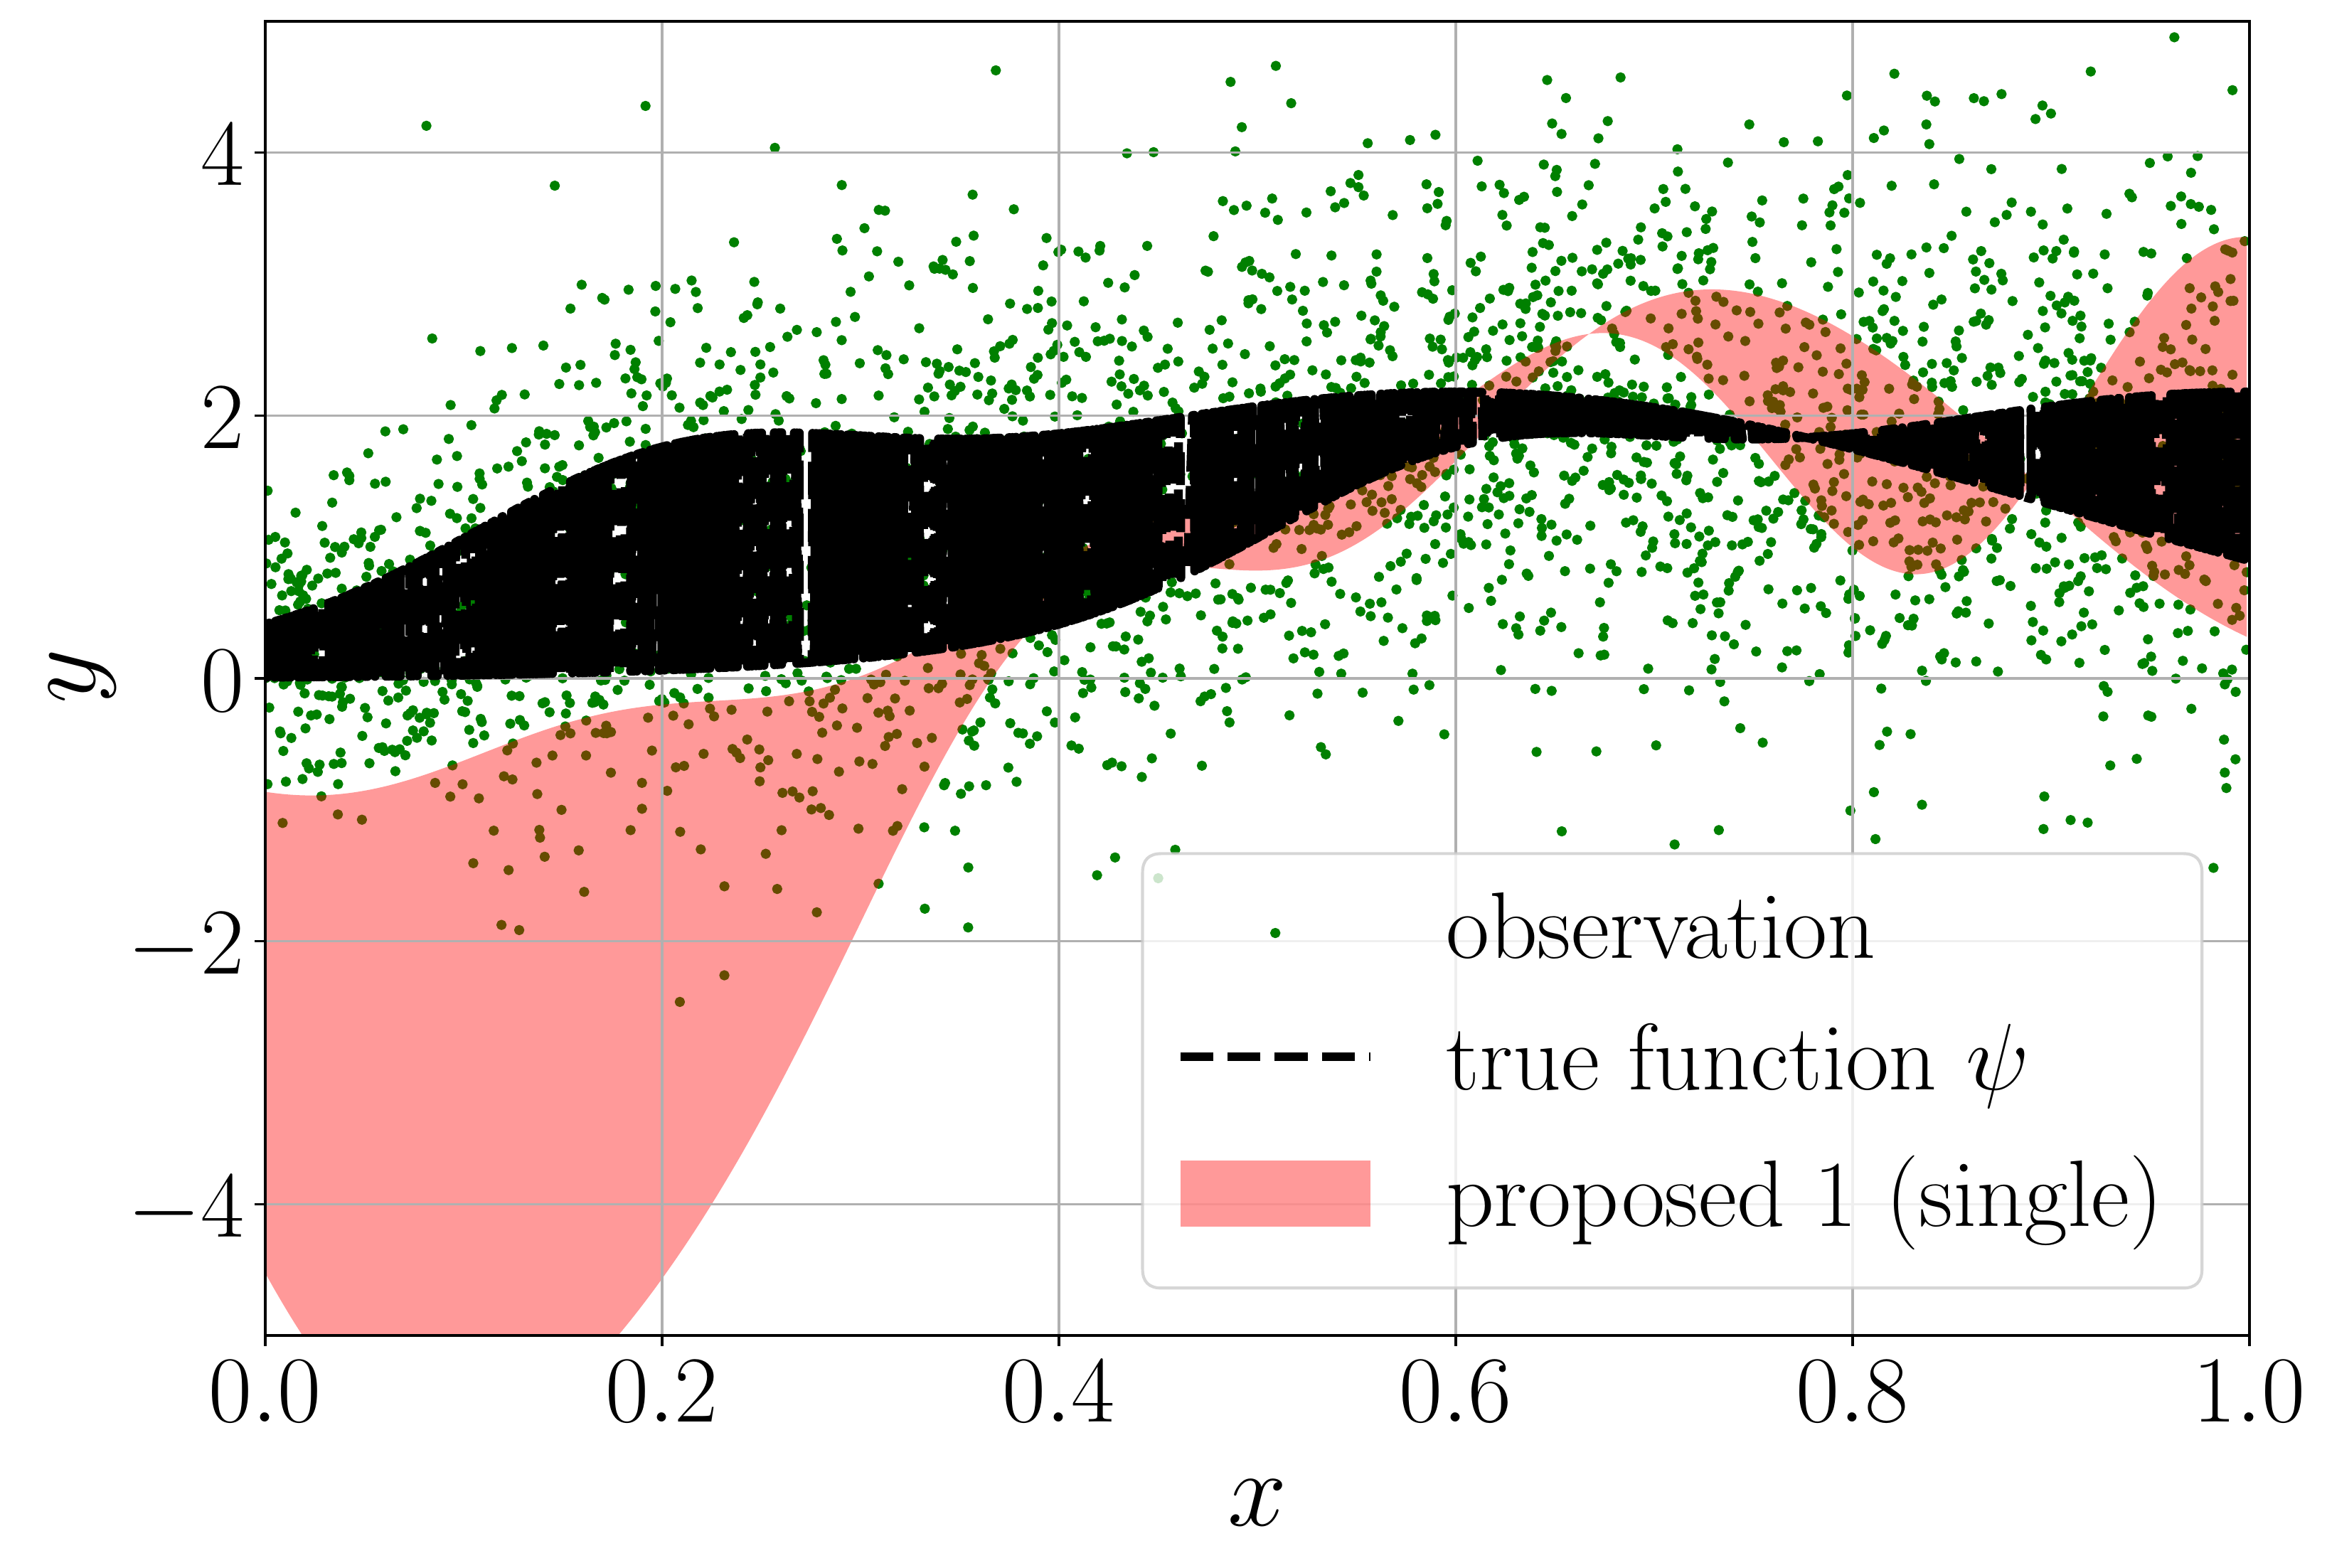 4
2
0
−2
−4
y
observation
true function ψ
proposed 1 (single)
0.0 0.2 0.4 0.6 0.8 1.0
x